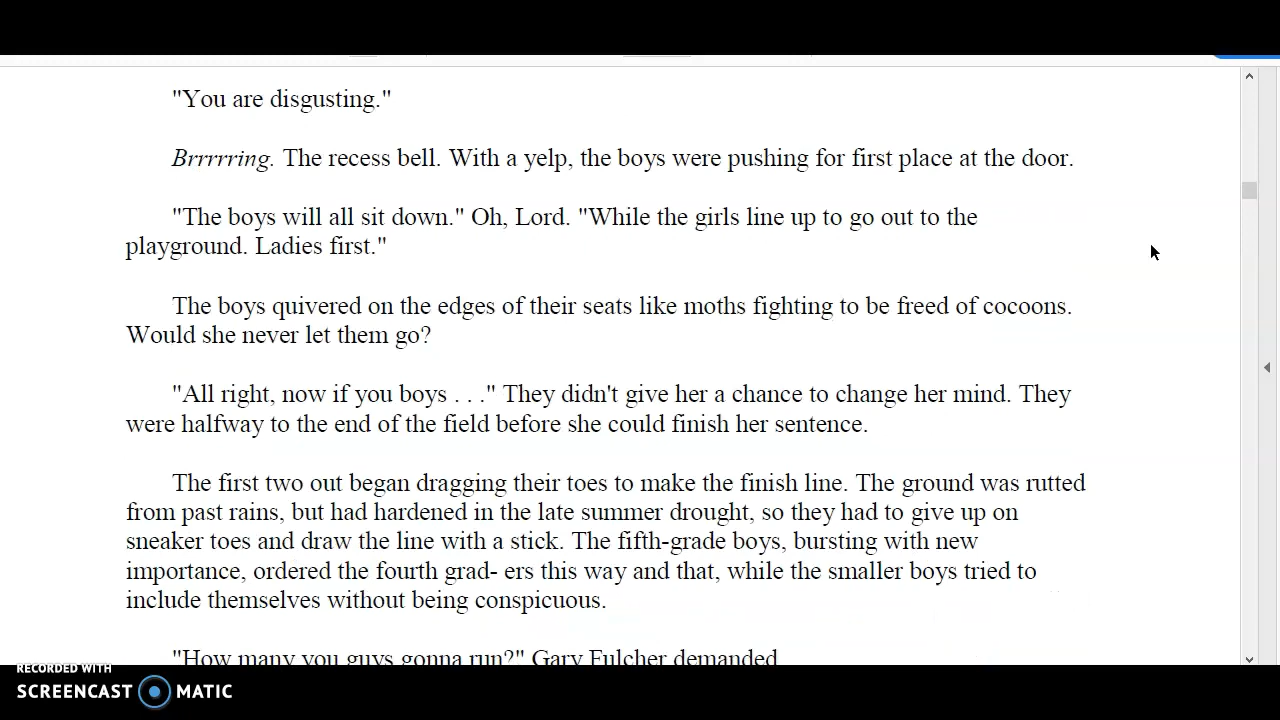 "You are disgusting."
Brrrrring. The recess bell. With a yelp, the boys were pushing for first place at the door.
"The boys will all sit down." Oh, Lord. "While the girls line up to go out to the
playground. Ladies first."
The boys quivered on the edges of their seats like moths fighting to be freed of cocoons.
Would she never let them go?
"All right, now if you boys . . ." They didn't give her a chance to change her mind. They
were halfway to the end of the field before she could finish her sentence.
The first two out began dragging their toes to make the finish line. The ground was rutted
from past rains, but had hardened in the late summer drought, so they had to give up on
sneaker toes and draw the line with a stick. The fifth-grade boys, bursting with new
importance, ordered the fourth grad- ers this way and that, while the smaller boys tried to
include themselves without being conspicuous.
"How many you guys gonna run?" Gary Fulcher demanded
RECORDED WITH
SCREENCAST MATIC